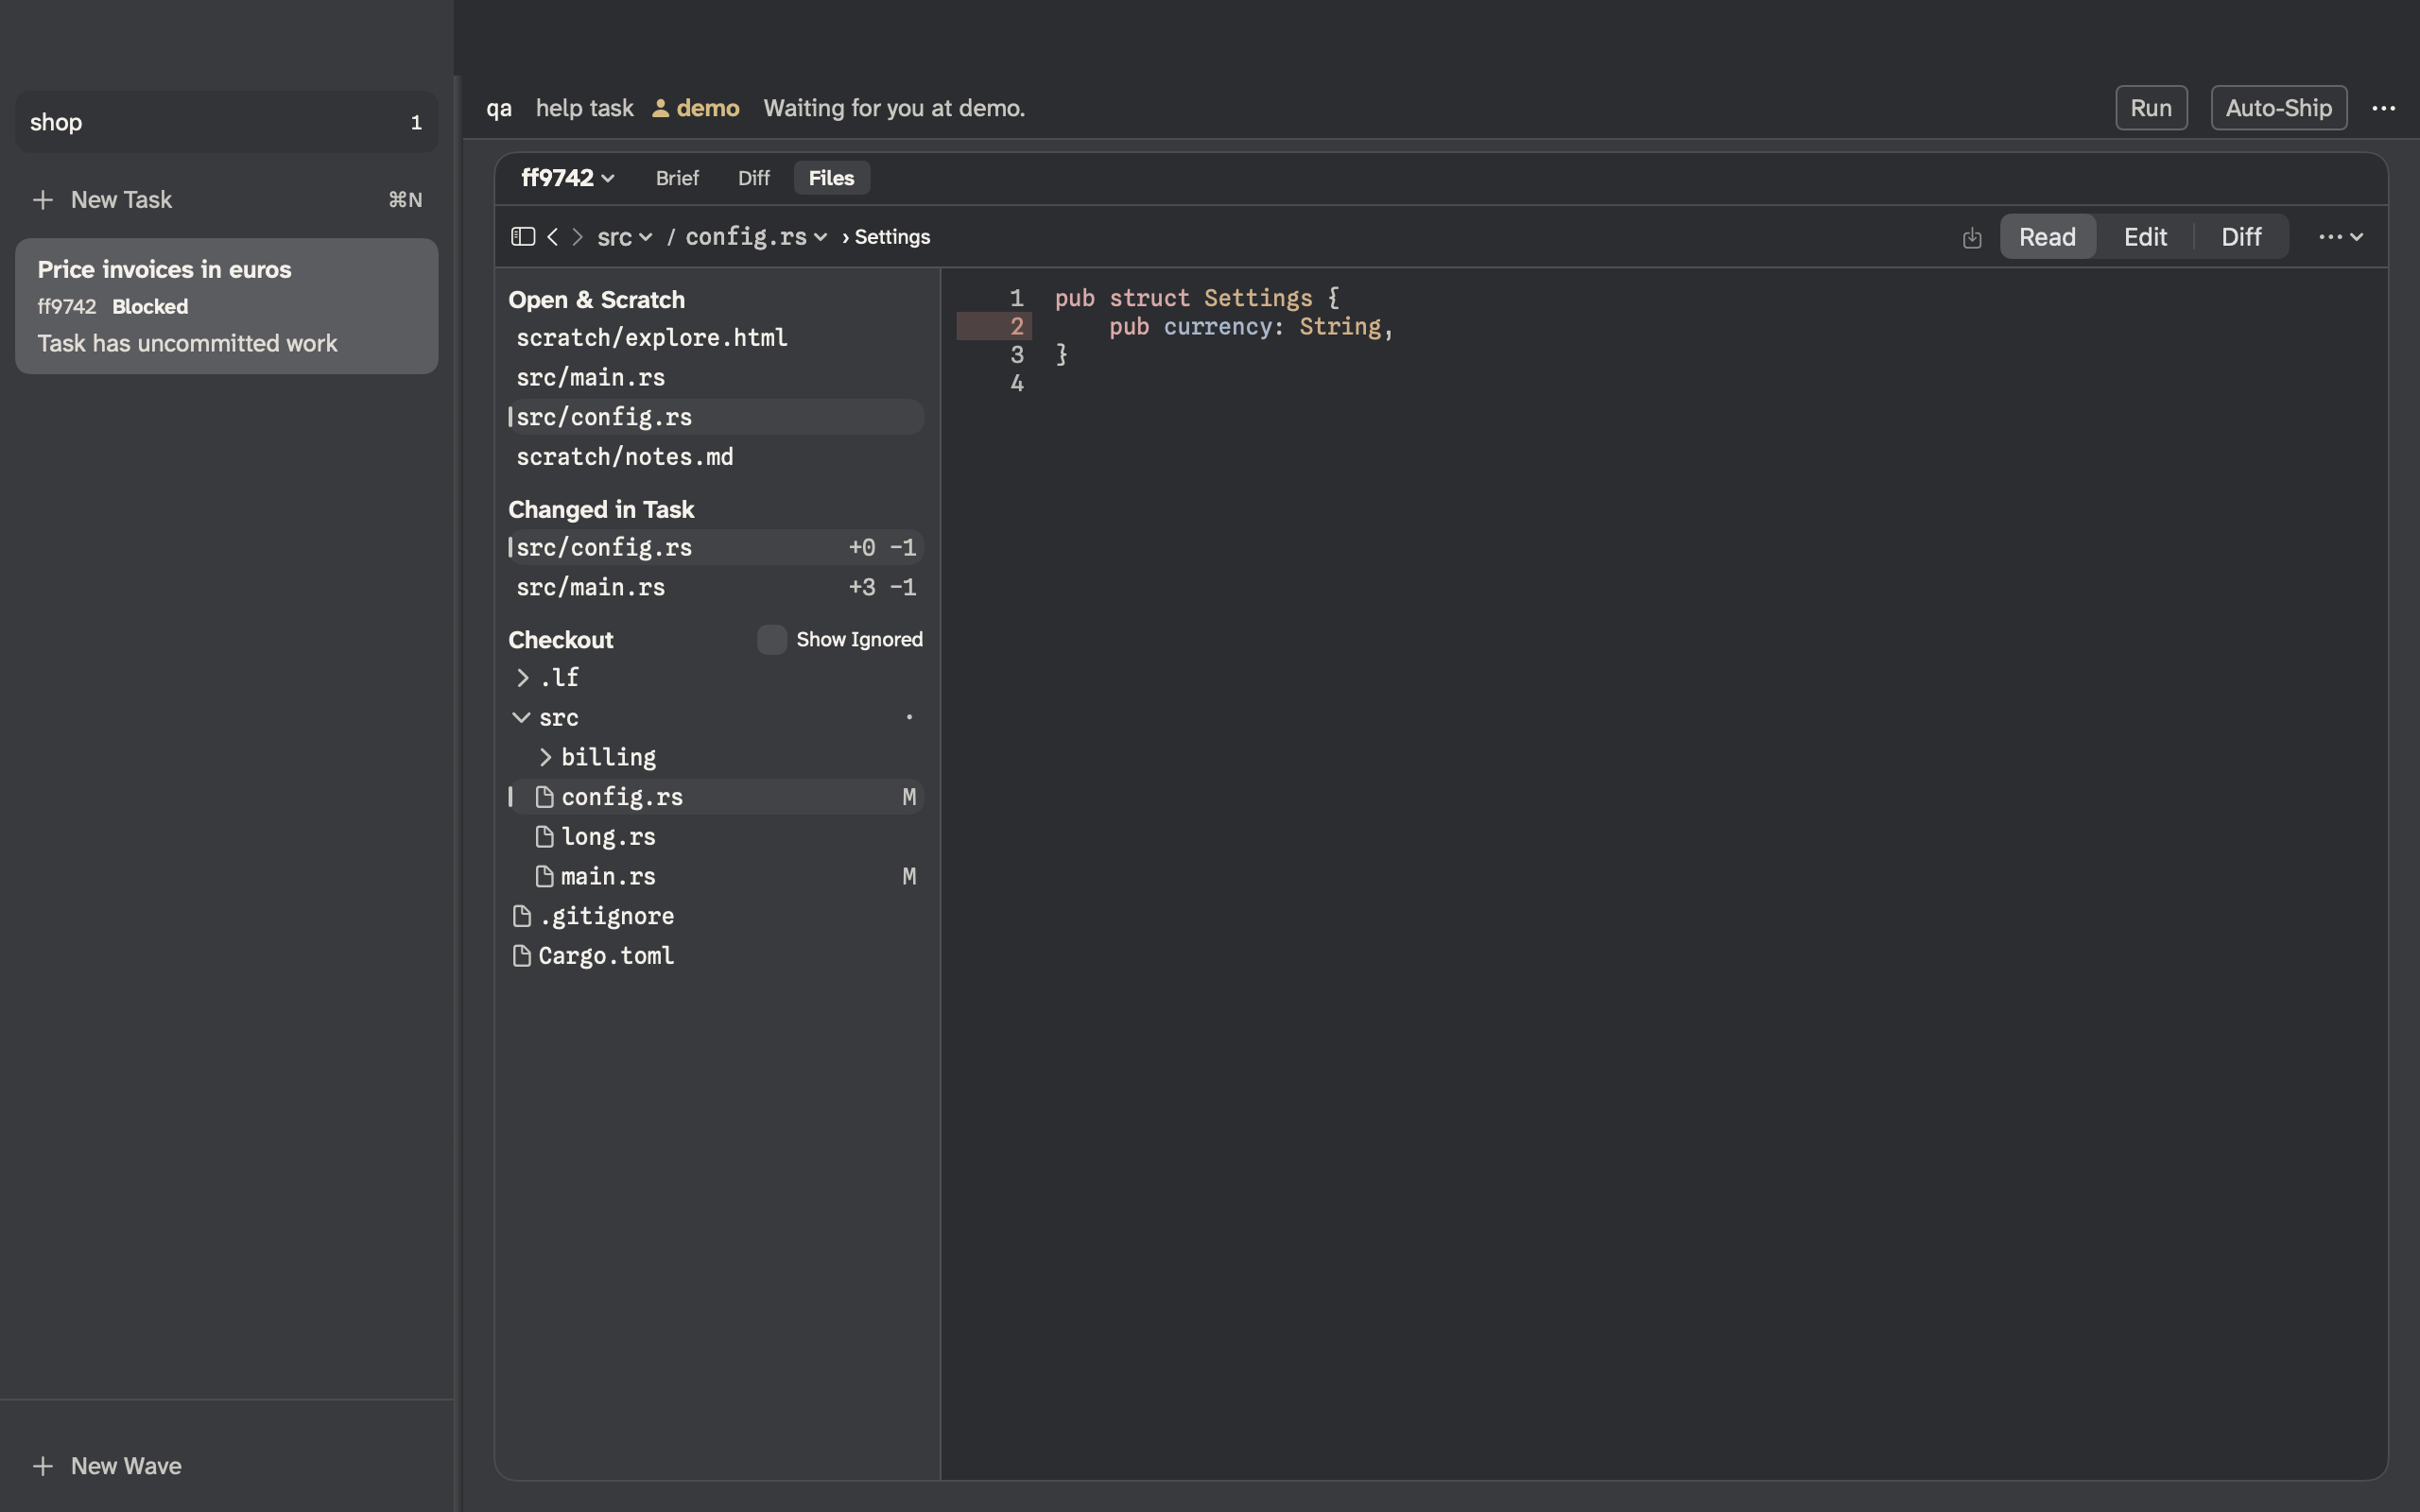 shop 1
New Task ⌘N
Price invoices in euros
ff9742 Blocked
Task has uncommitted work
New Wave
qa help task demo Waiting for you at demo.
Run Auto-Ship ···
ff9742 Brief Diff Files
src / config.rs › Settings
Read Edit Diff ···
Open & Scratch
scratch/explore.html
src/main.rs
src/config.rs
scratch/notes.md
Changed in Task
src/config.rs +0 −1
src/main.rs +3 −1
Checkout Show Ignored
.lf
src ·
billing
config.rs M
long.rs
main.rs M
.gitignore
Cargo.toml
1 pub struct Settings {
2 pub currency: String,
3 }
4